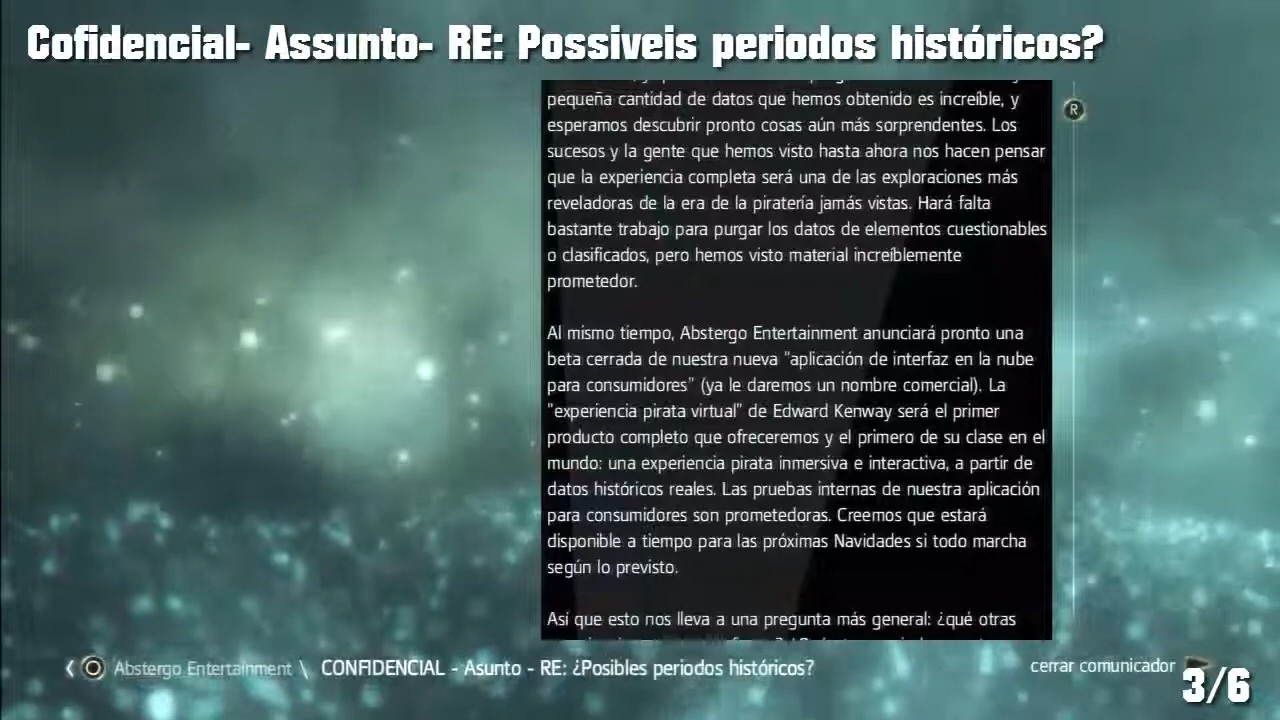 Cofidencial- Assunto- RE: Possiveis periodos históricos?
pequeña cantidad de datos que hemos obtenido es increíble, y
esperamos descubrir pronto cosas aún más sorprendentes. Los
sucesos y la gente que hemos visto hasta ahora nos hacen pensar
que la experiencia completa será una de las exploraciones más
reveladoras de la era de la piratería jamás vistas. Hará falta
bastante trabajo para purgar los datos de elementos cuestionables
o clasificados, pero hemos visto material increíblemente
prometedor.
Al mismo tiempo, Abstergo Entertainment anunciará pronto una
beta cerrada de nuestra nueva "aplicación de interfaz en la nube
para consumidores" (ya le daremos un nombre comercial). La
"experiencia pirata virtual" de Edward Kenway será el primer
producto completo que ofreceremos y el primero de su clase en el
mundo: una experiencia pirata inmersiva e interactiva, a partir de
datos históricos reales. Las pruebas internas de nuestra aplicación
para consumidores son prometedoras. Creemos que estará
disponible a tiempo para las próximas Navidades si todo marcha
según lo previsto.
Así que esto nos lleva a una pregunta más general: ¿qué otras
R
Abstergo Entertainment \ CONFIDENCIAL - Asunto - RE: ¿Posibles periodos históricos?
cerrar comunicador
3/6